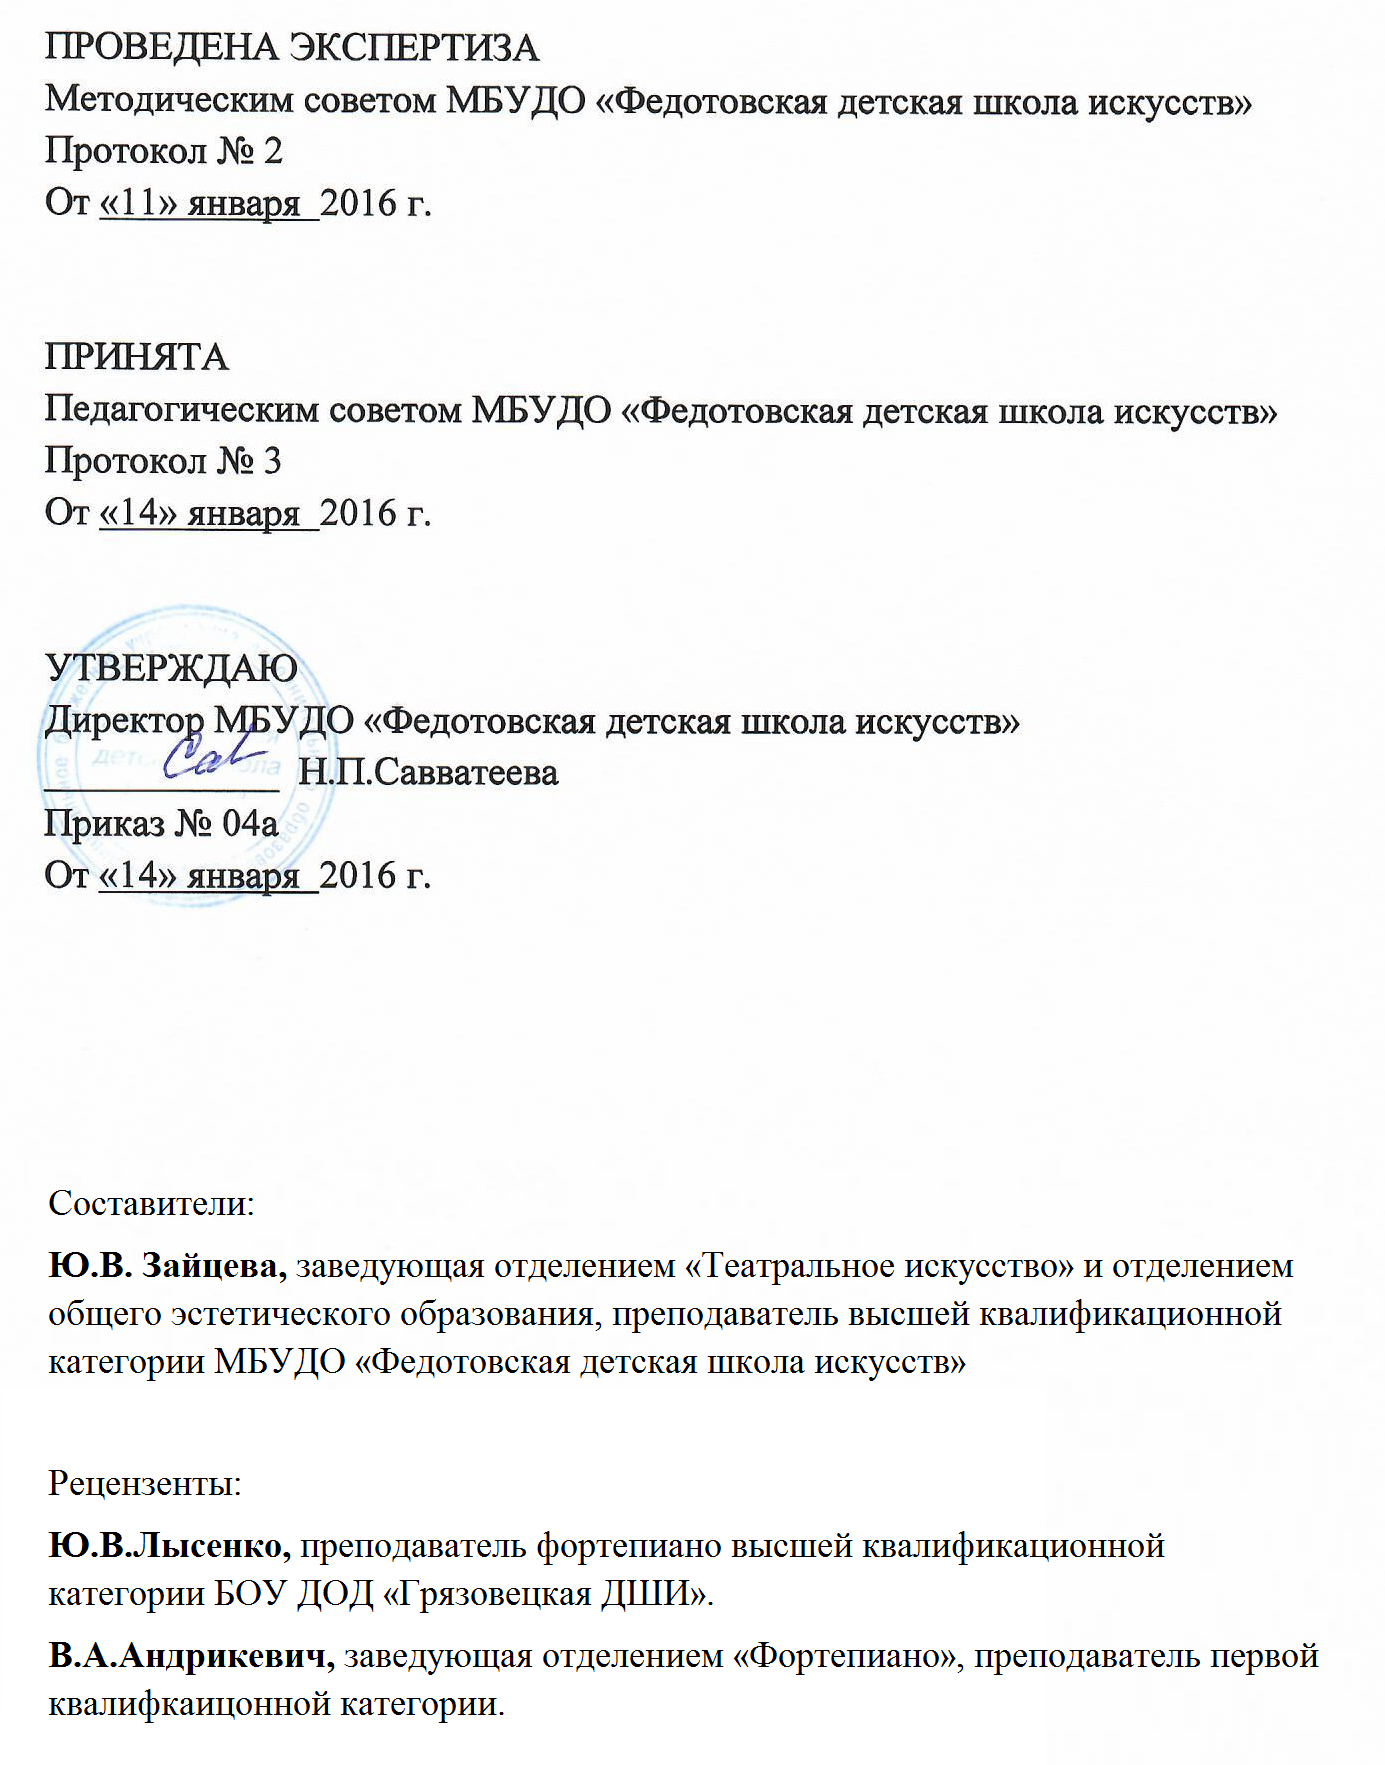 ПРОВЕДЕНА ЭКСПЕРТИЗА
Методическим советом МБУДО «Федотовская детская школа искусств»
Протокол № 2
От «11» января 2016 г.
ПРИНЯТА
Педагогическим советом МБУДО «Федотовская детская школа искусств»
Протокол № 3
От «14» января 2016 г.
УТВЕРЖДАЮ
Директор МБУДО «Федотовская детская школа искусств»
Н.П.Савватеева
Приказ № 04а
От «14» января 2016 г.
Составители:
Ю.В. Зайцева, заведующая отделением «Театральное искусство» и отделением
общего эстетического образования, преподаватель высшей квалификационной
категории МБУДО «Федотовская детская школа искусств»
Рецензенты:
Ю.В.Лысенко, преподаватель фортепиано высшей квалификационной
категории БОУ ДОД «Грязовецкая ДШИ».
В.А.Андрикевич, заведующая отделением «Фортепиано», преподаватель первой
квалифкаицонной категории.